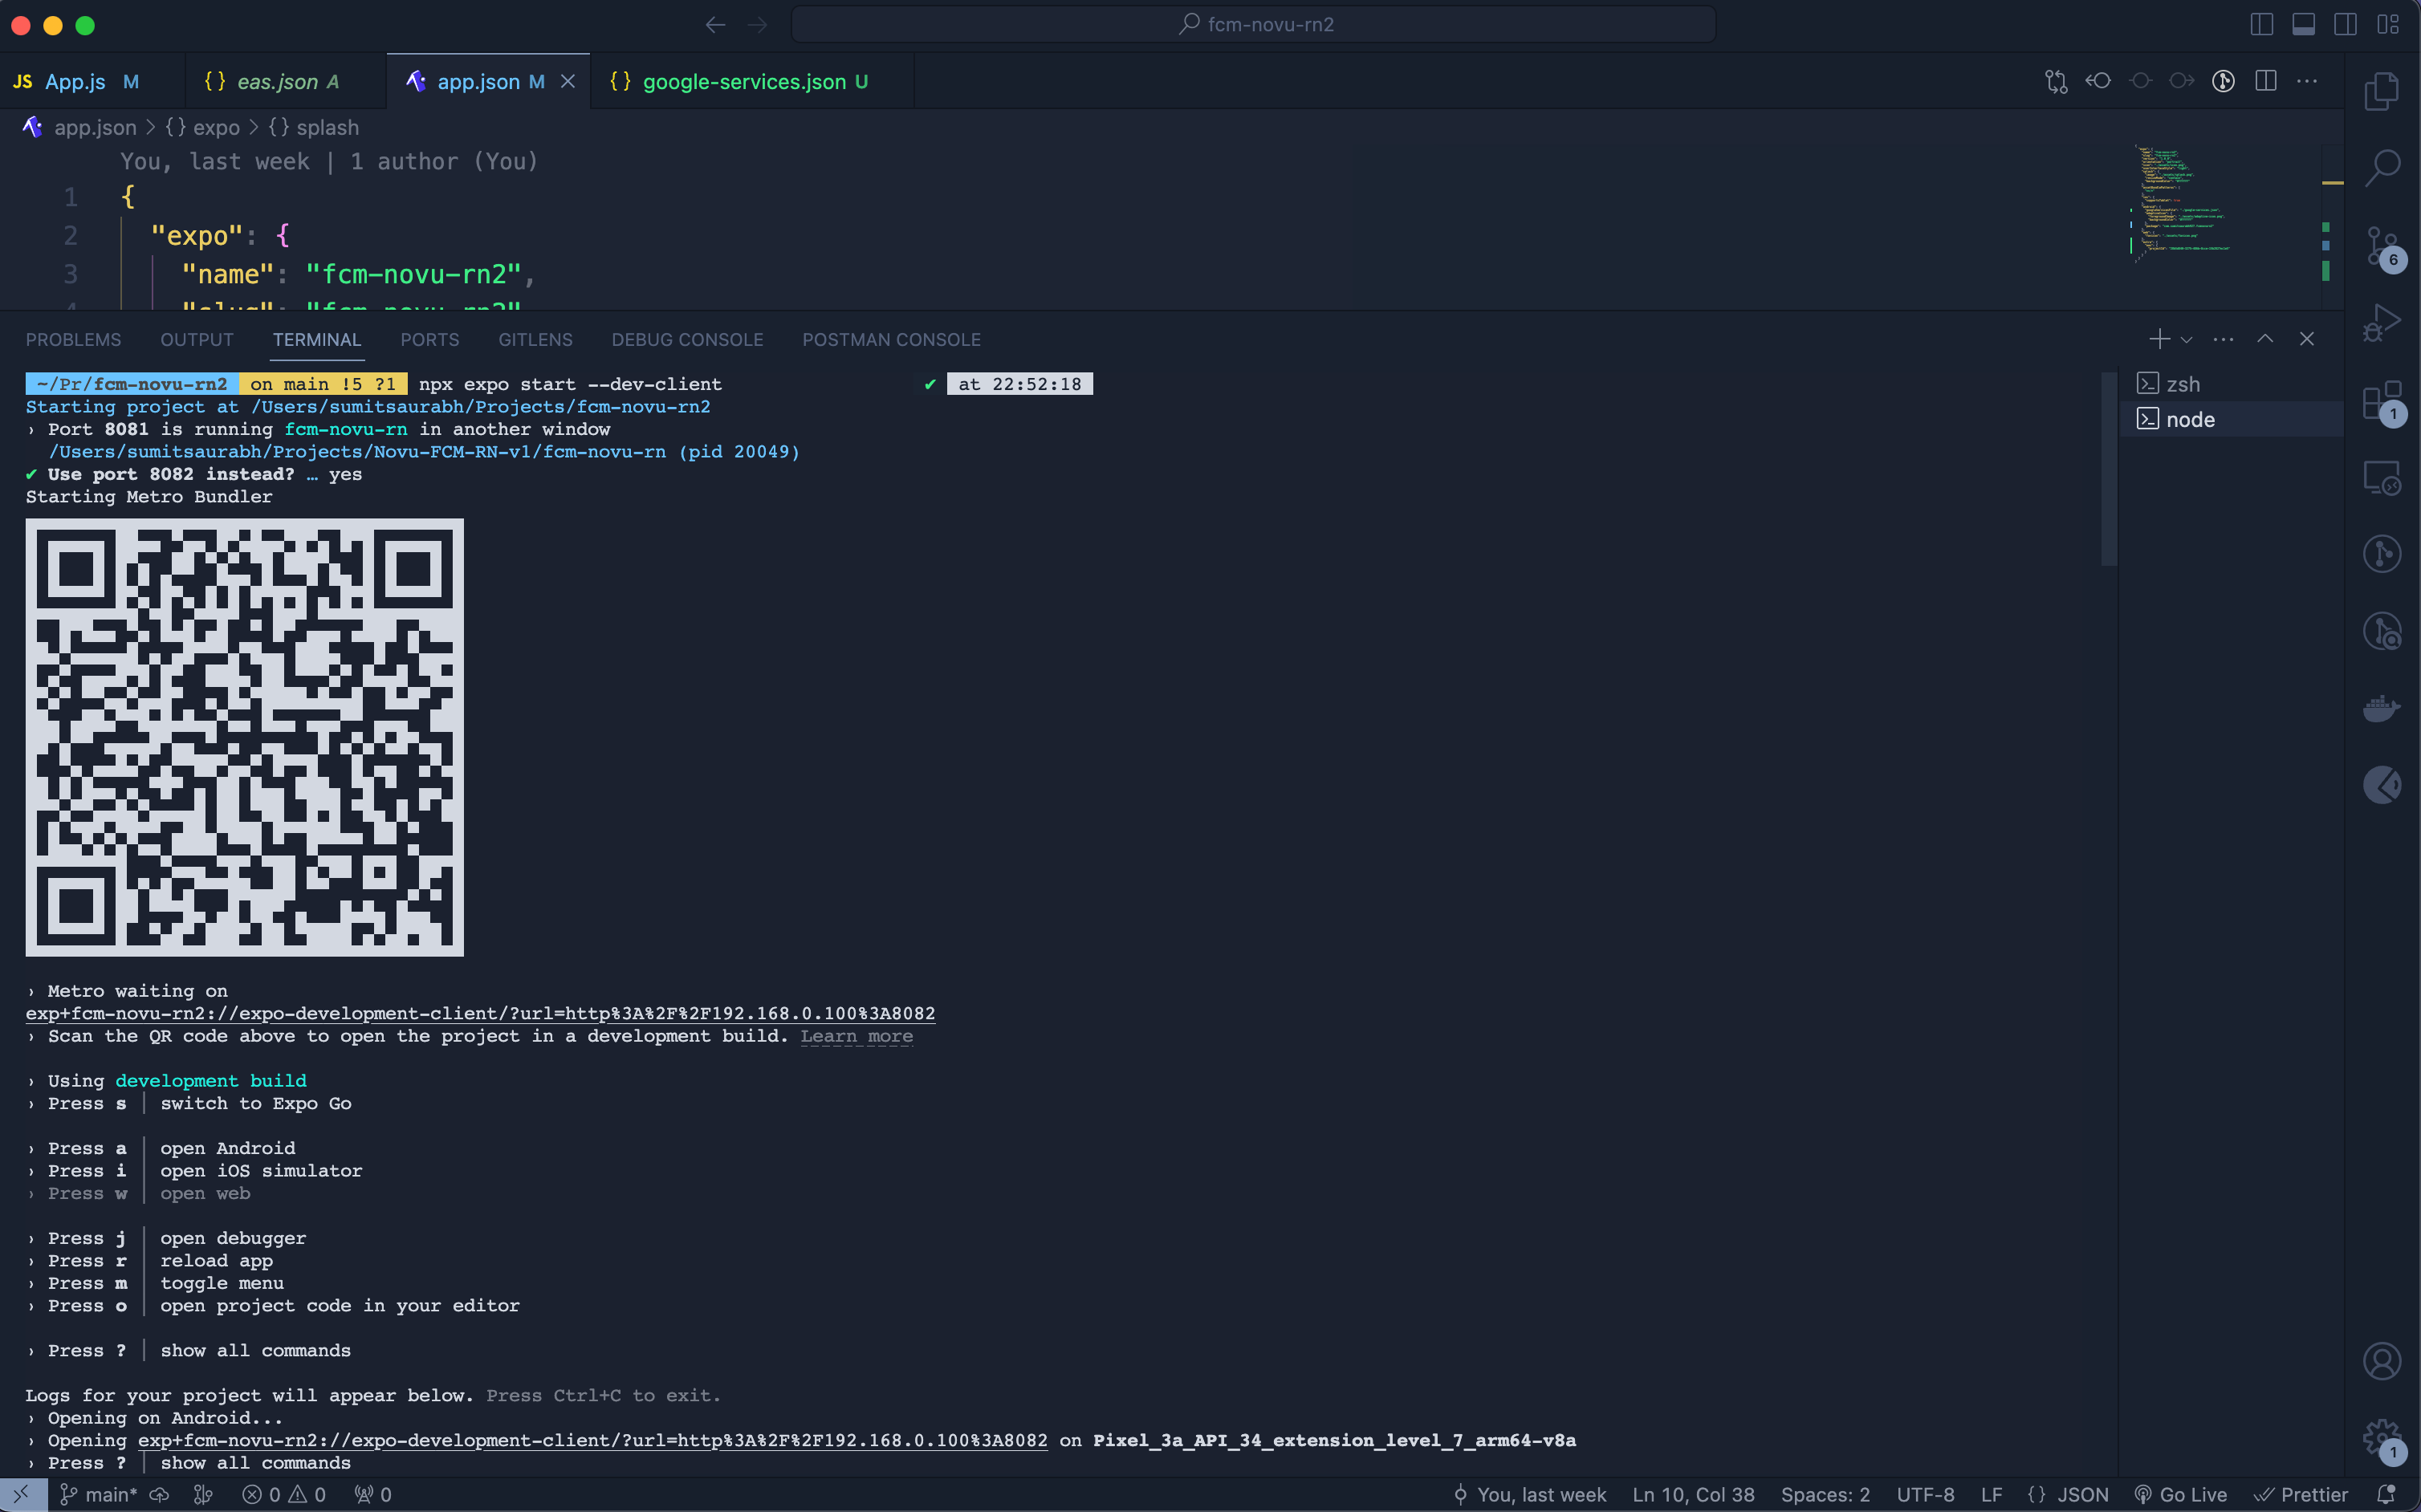 fcm-novu-rn2
JS App.js M
{} eas.json A
app.json M
{} google-services.json U
app.json > {} expo > {} splash
You, last week | 1 author (You)
1 {
2 "expo": {
3 "name": "fcm-novu-rn2",
4 "slug": "fcm-novu-rn2"
6
1
PROBLEMS OUTPUT TERMINAL PORTS GITLENS DEBUG CONSOLE POSTMAN CONSOLE
zsh
node
~/Pr/fcm-novu-rn2 on main !5 ?1 npx expo start --dev-client ✔ at 22:52:18
Starting project at /Users/sumitsaurabh/Projects/fcm-novu-rn2
› Port 8081 is running fcm-novu-rn in another window
/Users/sumitsaurabh/Projects/Novu-FCM-RN-v1/fcm-novu-rn (pid 20049)
✔ Use port 8082 instead? … yes
Starting Metro Bundler
› Metro waiting on
exp+fcm-novu-rn2://expo-development-client/?url=http%3A%2F%2F192.168.0.100%3A8082
› Scan the QR code above to open the project in a development build. Learn more
› Using development build
› Press s │ switch to Expo Go
› Press a │ open Android
› Press i │ open iOS simulator
› Press w │ open web
› Press j │ open debugger
› Press r │ reload app
› Press m │ toggle menu
› Press o │ open project code in your editor
› Press ? │ show all commands
Logs for your project will appear below. Press Ctrl+C to exit.
› Opening on Android...
› Opening exp+fcm-novu-rn2://expo-development-client/?url=http%3A%2F%2F192.168.0.100%3A8082 on Pixel_3a_API_34_extension_level_7_arm64-v8a
› Press ? │ show all commands
1
main* 0 0 0 You, last week Ln 10, Col 38 Spaces: 2 UTF-8 LF {} JSON Go Live Prettier